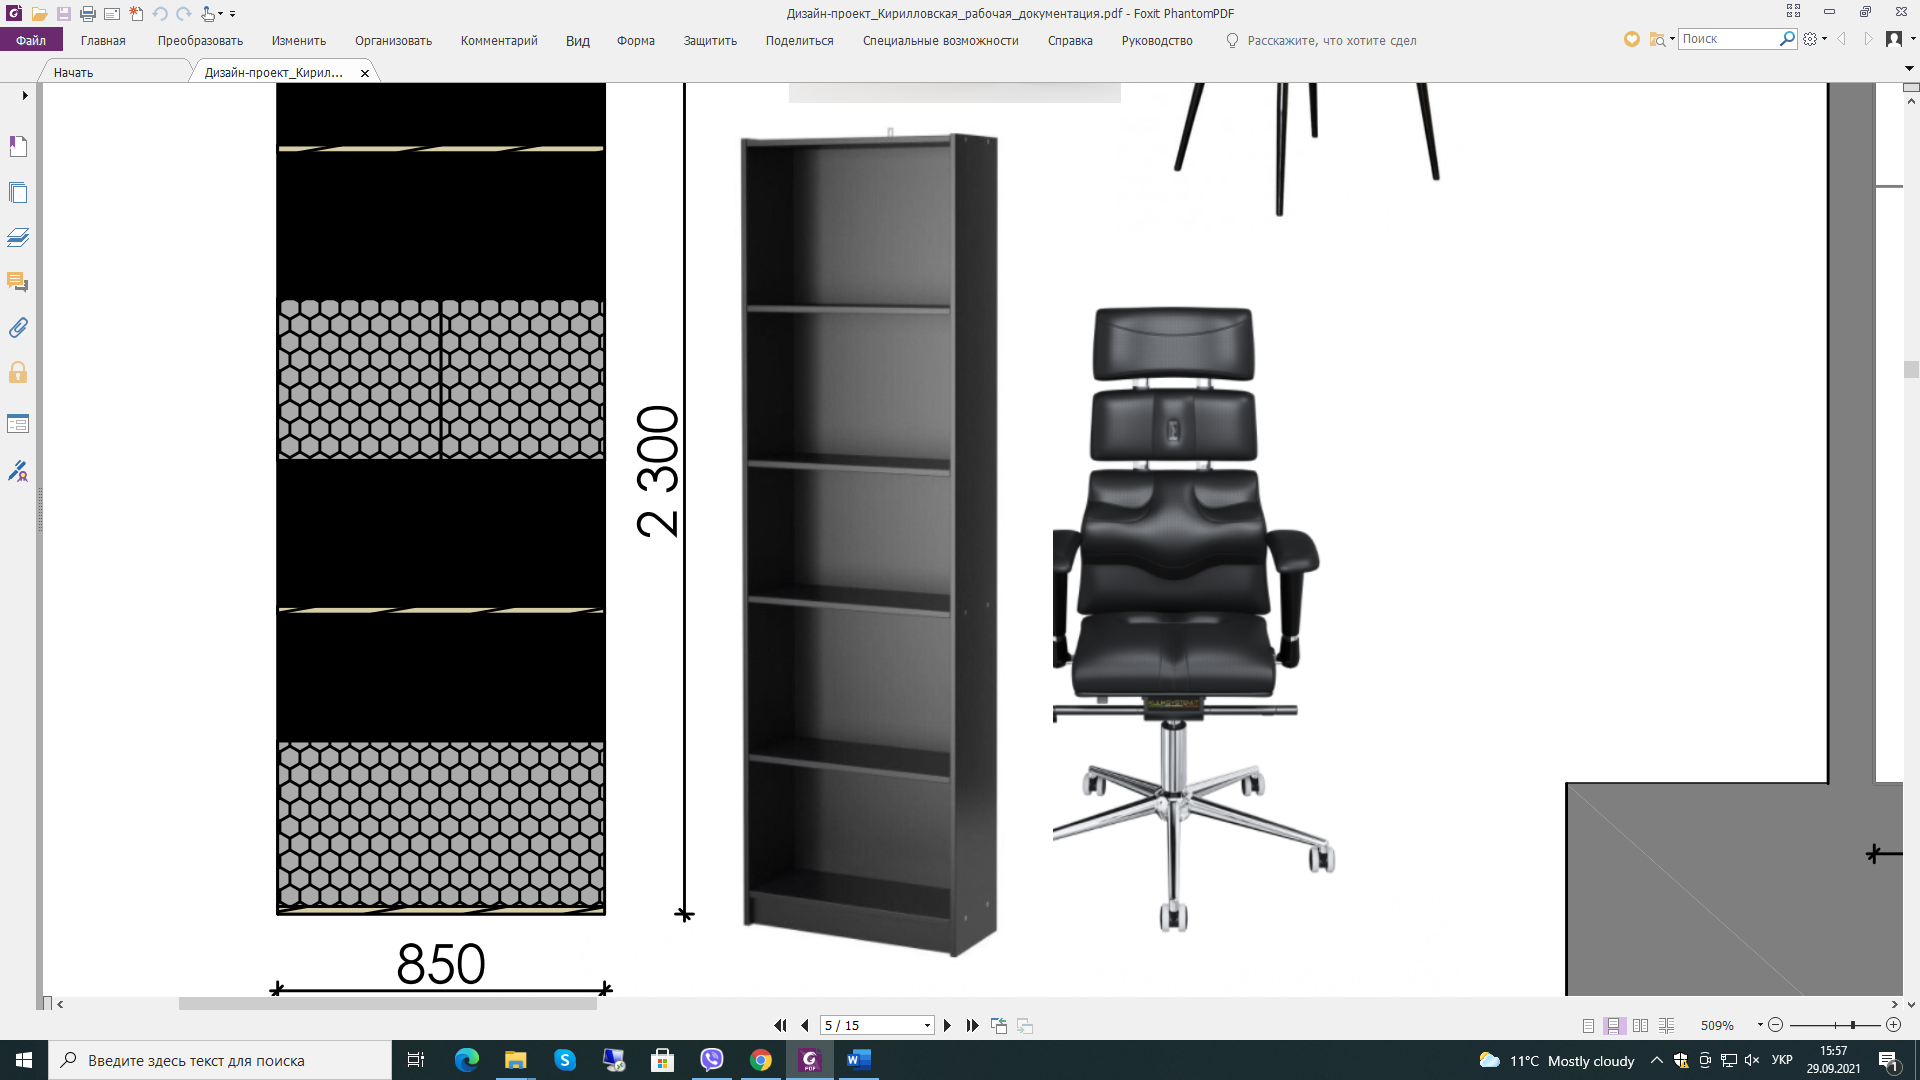 Дизайн-проект_Кирилловская_рабочая_документация.pdf - Foxit PhantomPDF
Файл Главная Преобразовать Изменить Организовать Комментарий Вид Форма Защитить Поделиться Специальные возможности Справка Руководство Расскажите, что хотите сдел Поиск
Начать Дизайн-проект_Кирил...
2 300
850
5 / 15
509%
Введите здесь текст для поиска
11°C Mostly cloudy
УКР
15:57
29.09.2021
1